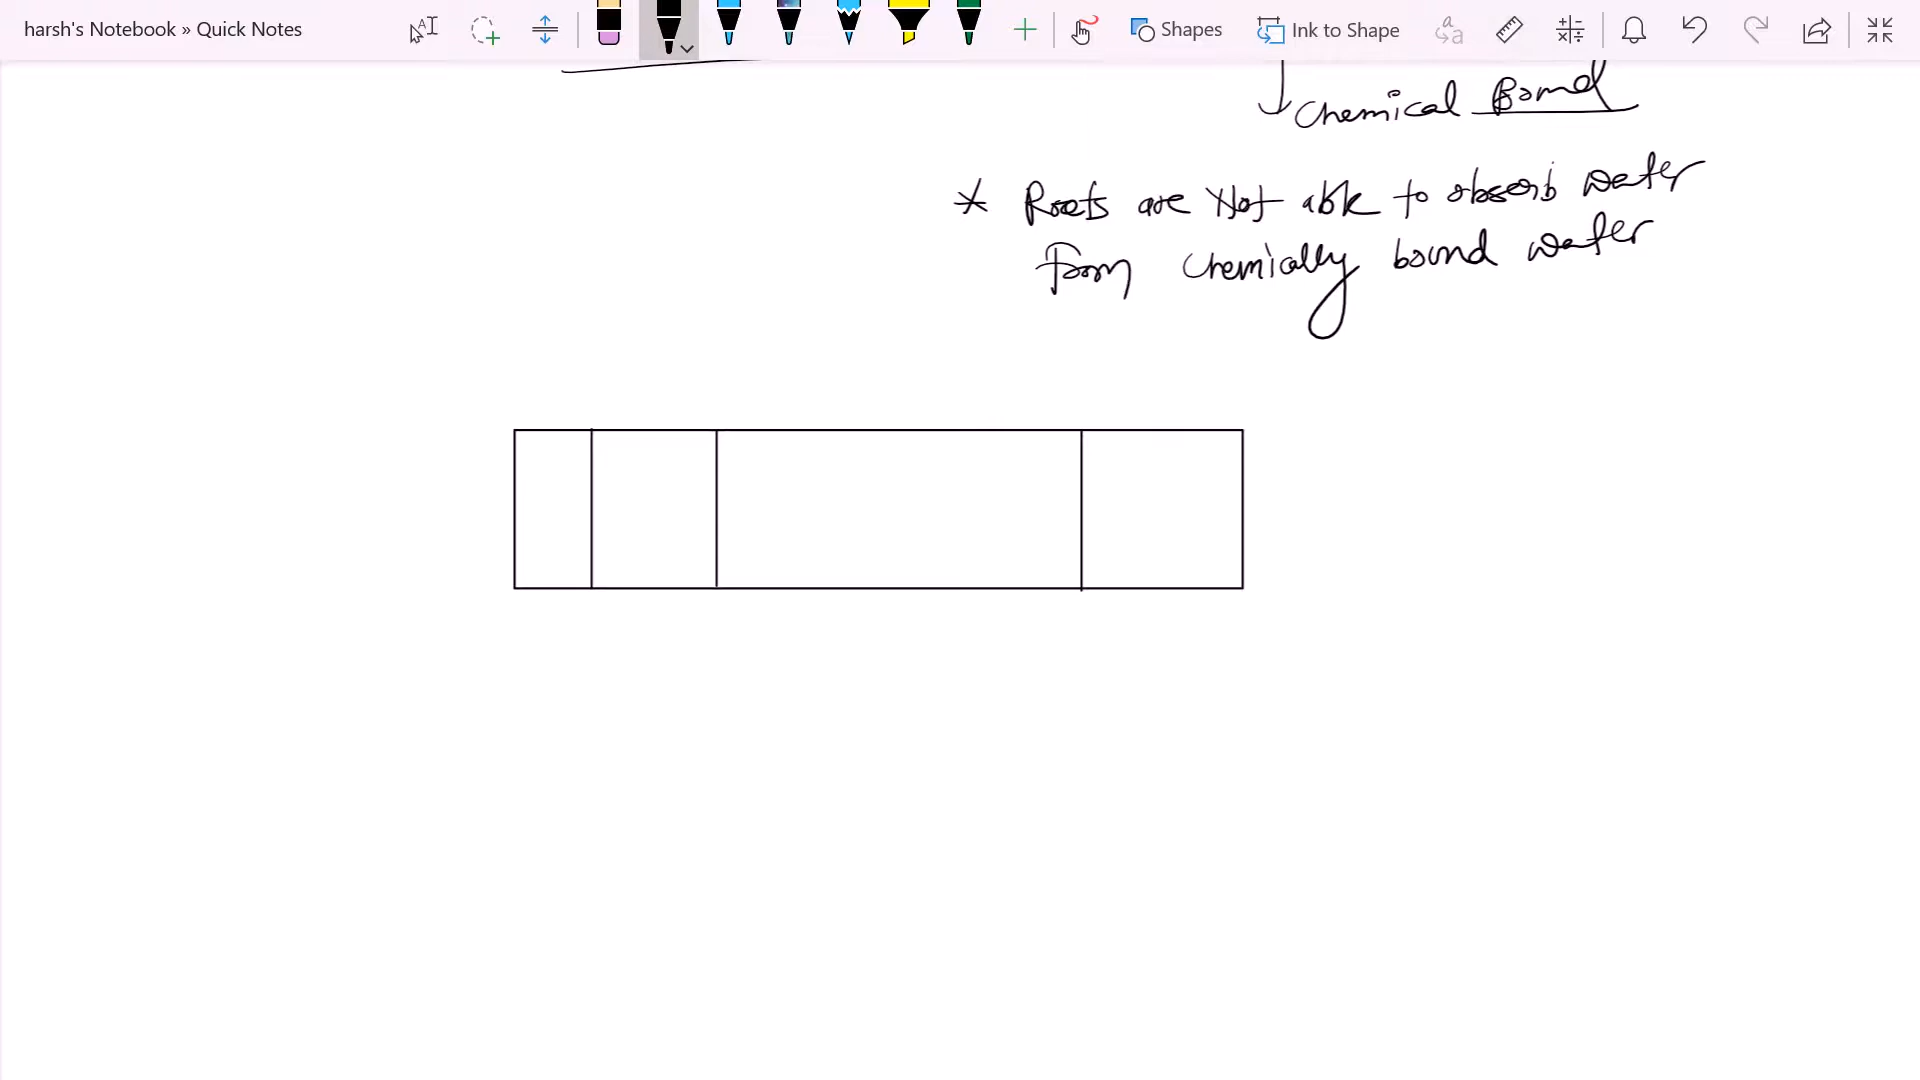 harsh's Notebook » Quick Notes
Shapes
Ink to Shape
Chemical Bond
* Roots are Not able to absorb water
from chemically bound water